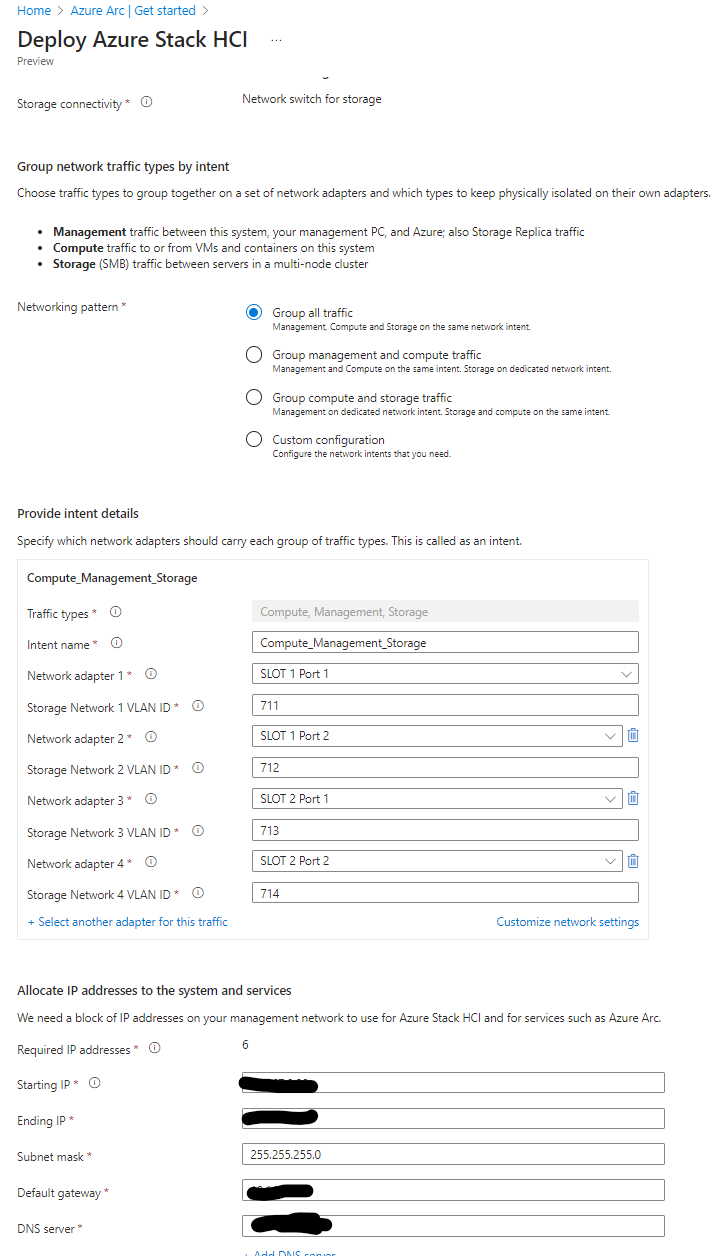 Home > Azure Arc | Get started >
Deploy Azure Stack HCI ...
Preview
Storage connectivity * Network switch for storage
Group network traffic types by intent
Choose traffic types to group together on a set of network adapters and which types to keep physically isolated on their own adapters.
• Management traffic between this system, your management PC, and Azure; also Storage Replica traffic
• Compute traffic to or from VMs and containers on this system
• Storage (SMB) traffic between servers in a multi-node cluster
Networking pattern * Group all traffic
Management, Compute and Storage on the same network intent.
Group management and compute traffic
Management and Compute on the same intent. Storage on dedicated network intent.
Group compute and storage traffic
Management on dedicated network intent. Storage and compute on the same intent.
Custom configuration
Configure the network intents that you need.
Provide intent details
Specify which network adapters should carry each group of traffic types. This is called as an intent.
Compute_Management_Storage
Traffic types * Compute, Management, Storage
Intent name * Compute_Management_Storage
Network adapter 1 * SLOT 1 Port 1
Storage Network 1 VLAN ID * 711
Network adapter 2 * SLOT 1 Port 2
Storage Network 2 VLAN ID * 712
Network adapter 3 * SLOT 2 Port 1
Storage Network 3 VLAN ID * 713
Network adapter 4 * SLOT 2 Port 2
Storage Network 4 VLAN ID * 714
+ Select another adapter for this traffic Customize network settings
Allocate IP addresses to the system and services
We need a block of IP addresses on your management network to use for Azure Stack HCI and for services such as Azure Arc.
Required IP addresses * 6
Starting IP *
Ending IP *
Subnet mask * 255.255.255.0
Default gateway *
DNS server *
+ Add DNS server